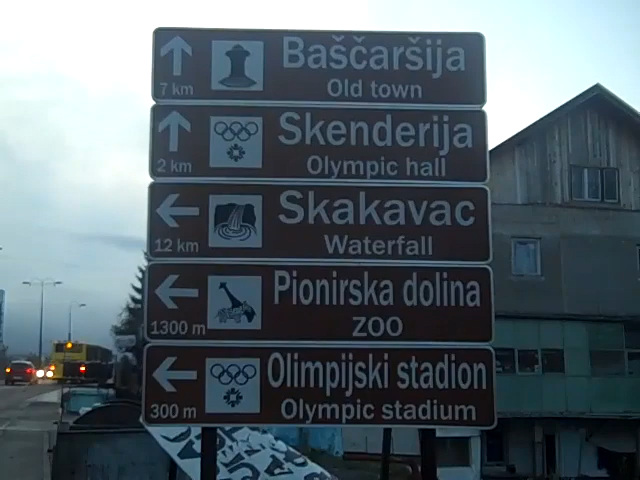 Baščaršija
7 km Old town
Skenderija
2 km Olympic hall
Skakavac
12 km Waterfall
Pionirska dolina
1300 m ZOO
Olimpijski stadion
300 m Olympic stadium